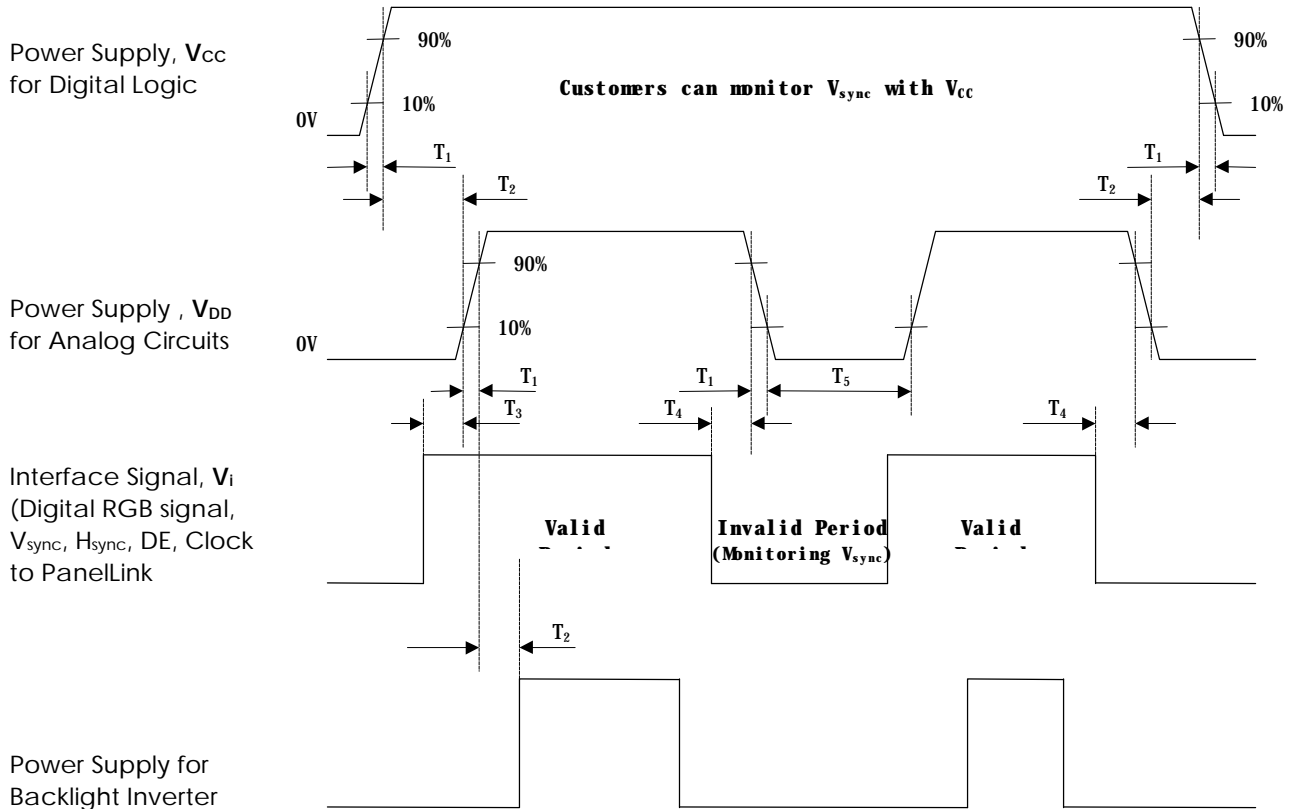 Power Supply, Vcc
for Digital Logic
90%
10%
0V
Customers can monitor Vsync with VCC
90%
10%
T1
T2
T1
T2
Power Supply , VDD
for Analog Circuits
90%
10%
0V
T1
T3
T1
T4
T5
T4
Interface Signal, Vi
(Digital RGB signal,
Vsync, Hsync, DE, Clock
to PanelLink
Valid
Invalid Period
(Monitoring Vsync)
Valid
T2
Power Supply for
Backlight Inverter